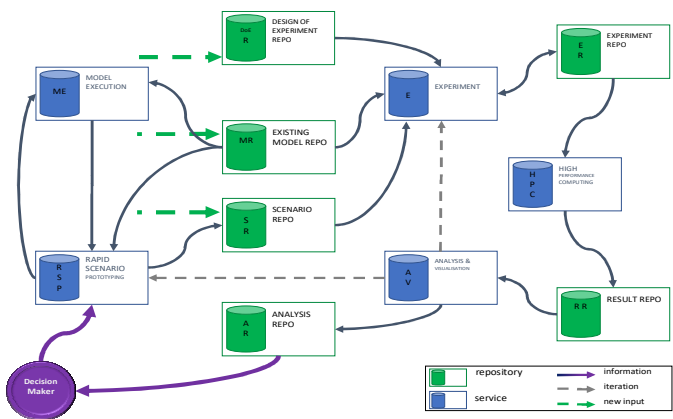 DoE
R
DESIGN OF
EXPERIMENT
REPO
E
R
EXPERIMENT
REPO
ME
MODEL
EXECUTION
E
EXPERIMENT
MR
EXISTING
MODEL REPO
H
P
C
HIGH
PERFORMANCE
COMPUTING
S
R
SCENARIO
REPO
R
S
P
RAPID
SCENARIO
PROTOTYPING
A
V
ANALYSIS &
VISUALISATION
R R
RESULT REPO
A
R
ANALYSIS
REPO
Decision
Maker
repository
service
information
iteration
new input